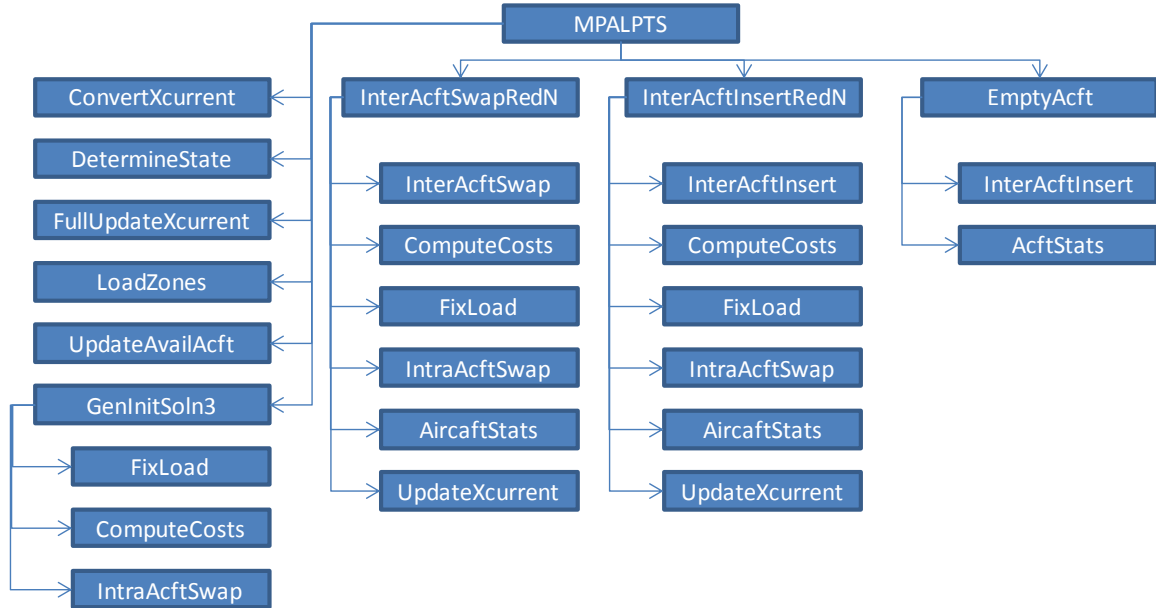 MPALPTS
ConvertXcurrent
DetermineState
FullUpdateXcurrent
LoadZones
UpdateAvailAcft
GenInitSoln3
FixLoad
ComputeCosts
IntraAcftSwap
InterAcftSwapRedN
InterAcftSwap
ComputeCosts
FixLoad
IntraAcftSwap
AircaftStats
UpdateXcurrent
InterAcftInsertRedN
InterAcftInsert
ComputeCosts
FixLoad
IntraAcftSwap
AircaftStats
UpdateXcurrent
EmptyAcft
InterAcftInsert
AcftStats